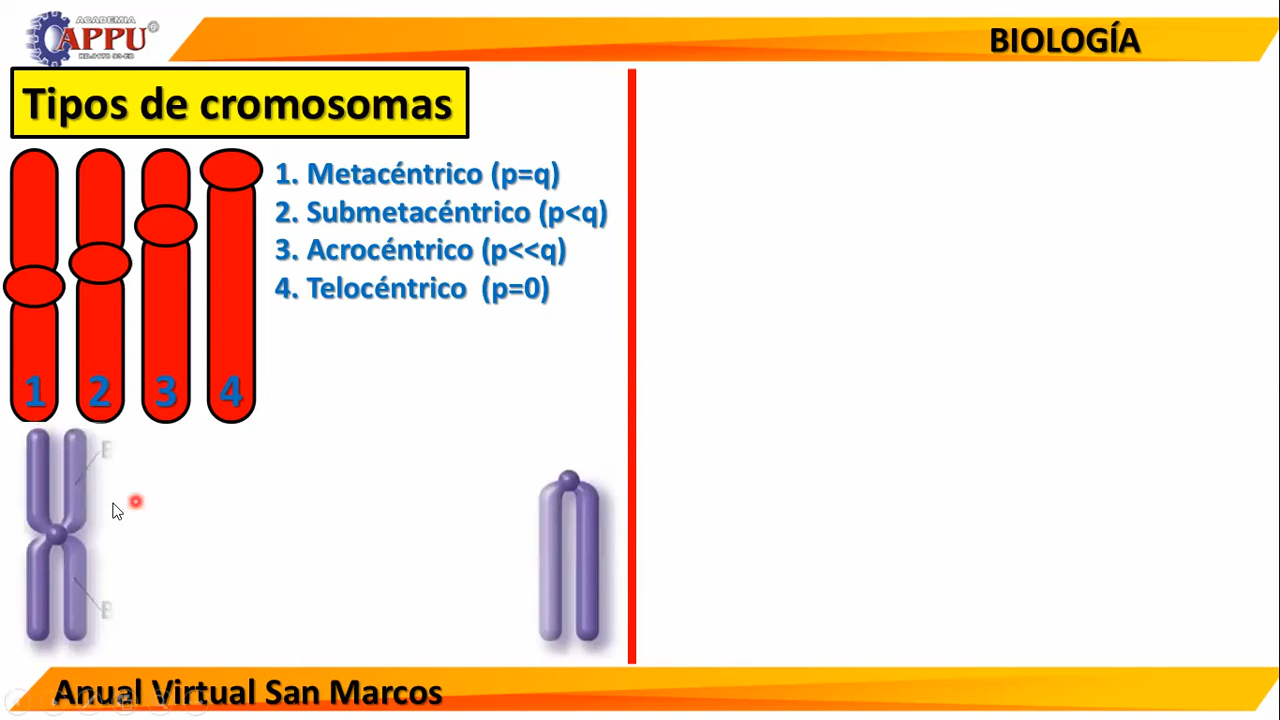 ACADEMIA
APPU
BIOLOGÍA
Tipos de cromosomas
1. Metacéntrico (p=q)
2. Submetacéntrico (p<q)
3. Acrocéntrico (p<<q)
4. Telocéntrico (p=0)
1 2 3 4
B
B
Anual Virtual San Marcos